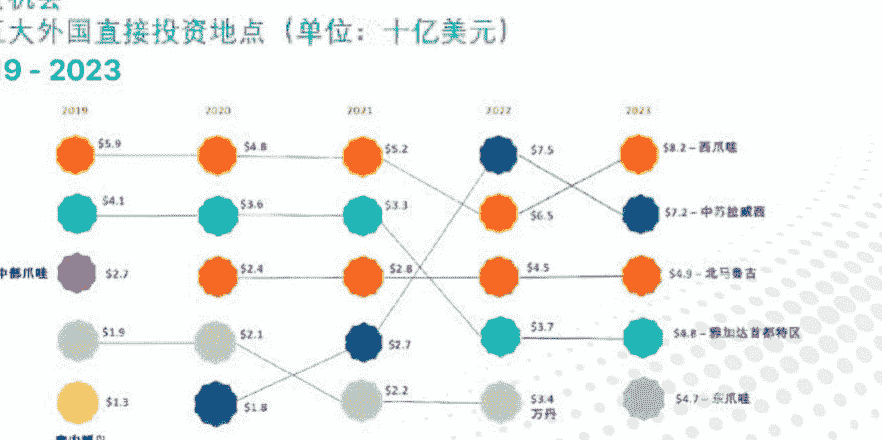 大外国直接投资地点（单位：十亿美元）
9 - 2023
2019 2020 2021 2022 2023
$5.9 $4.8 $5.2 $7.5 $8.2 – 西爪哇
$4.1 $3.6 $3.3 $6.5 $7.2 – 中苏拉威西
中部爪哇 $2.7 $2.4 $2.8 $4.5 $4.9 – 北马鲁古
$1.9 $2.1 $2.7 $3.7 – 雅加达首都特区
$1.3 $1.8 $2.2 $3.4 $4.7 – 东爪哇
万丹